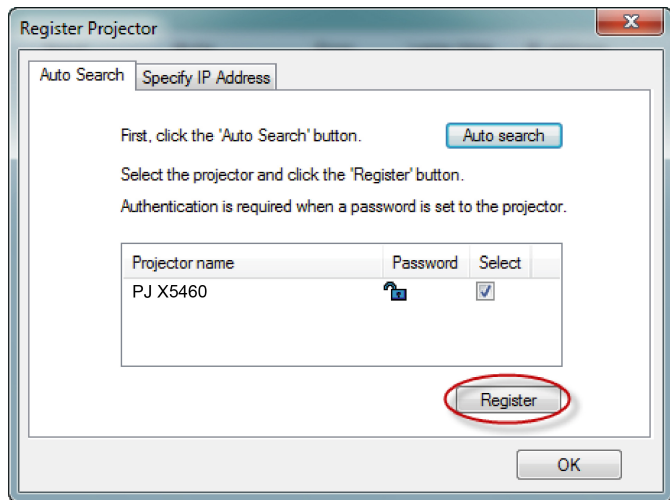 Register Projector
Auto Search
Specify IP Address
First, click the 'Auto Search' button.
Auto search
Select the projector and click the 'Register' button.
Authentication is required when a password is set to the projector.
Projector name
Password
Select
PJ X5460
Register
OK